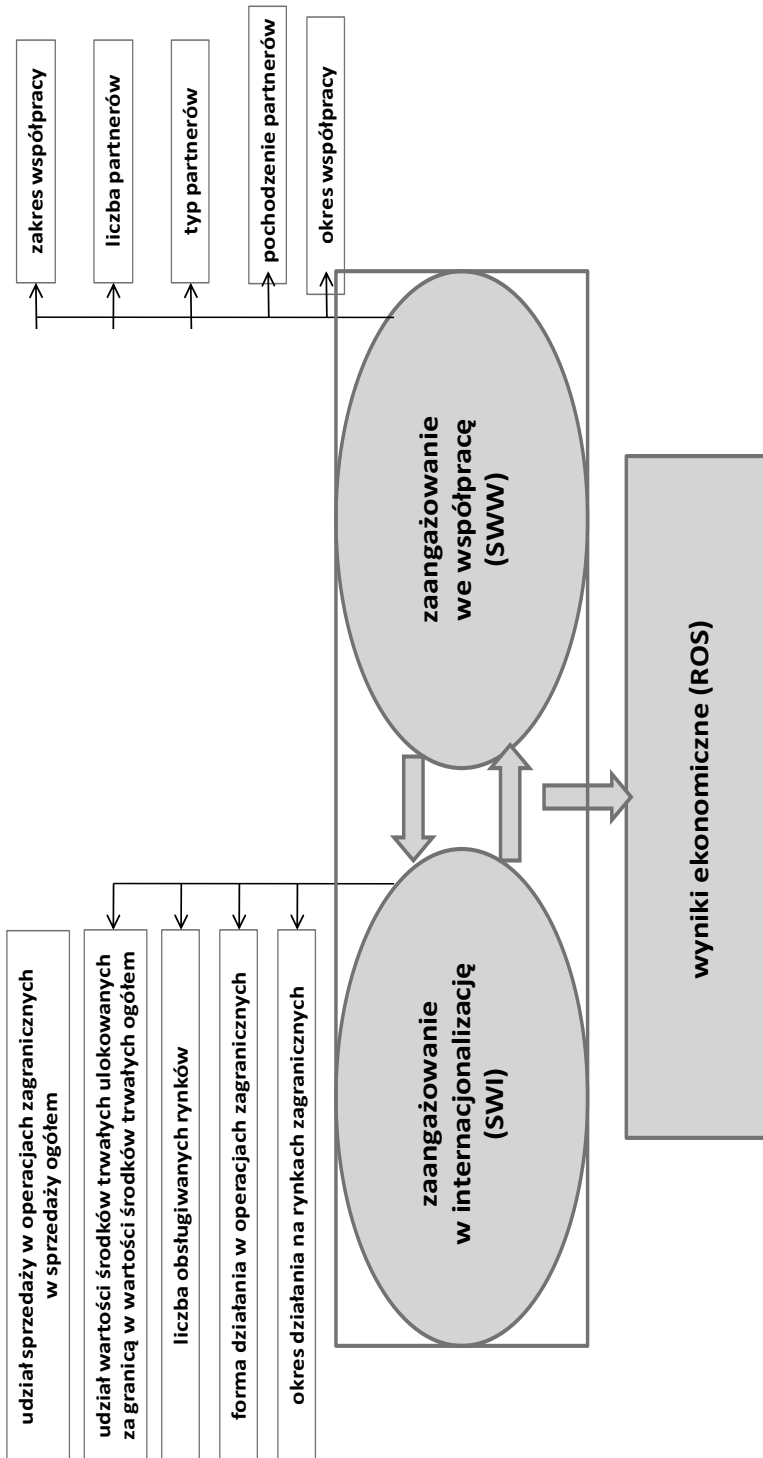 udział sprzedaży w operacjach zagranicznych
w sprzedaży ogółem
udział wartości środków trwałych ulokowanych
za granicą w wartości środków trwałych ogółem
liczba obsługiwanych rynków
forma działania w operacjach zagranicznych
okres działania na rynkach zagranicznych
zakres współpracy
liczba partnerów
typ partnerów
pochodzenie partnerów
okres współpracy
zaangażowanie
w internacjonalizację
(SWI)
zaangażowanie
we współpracę
(SWW)
wyniki ekonomiczne (ROS)